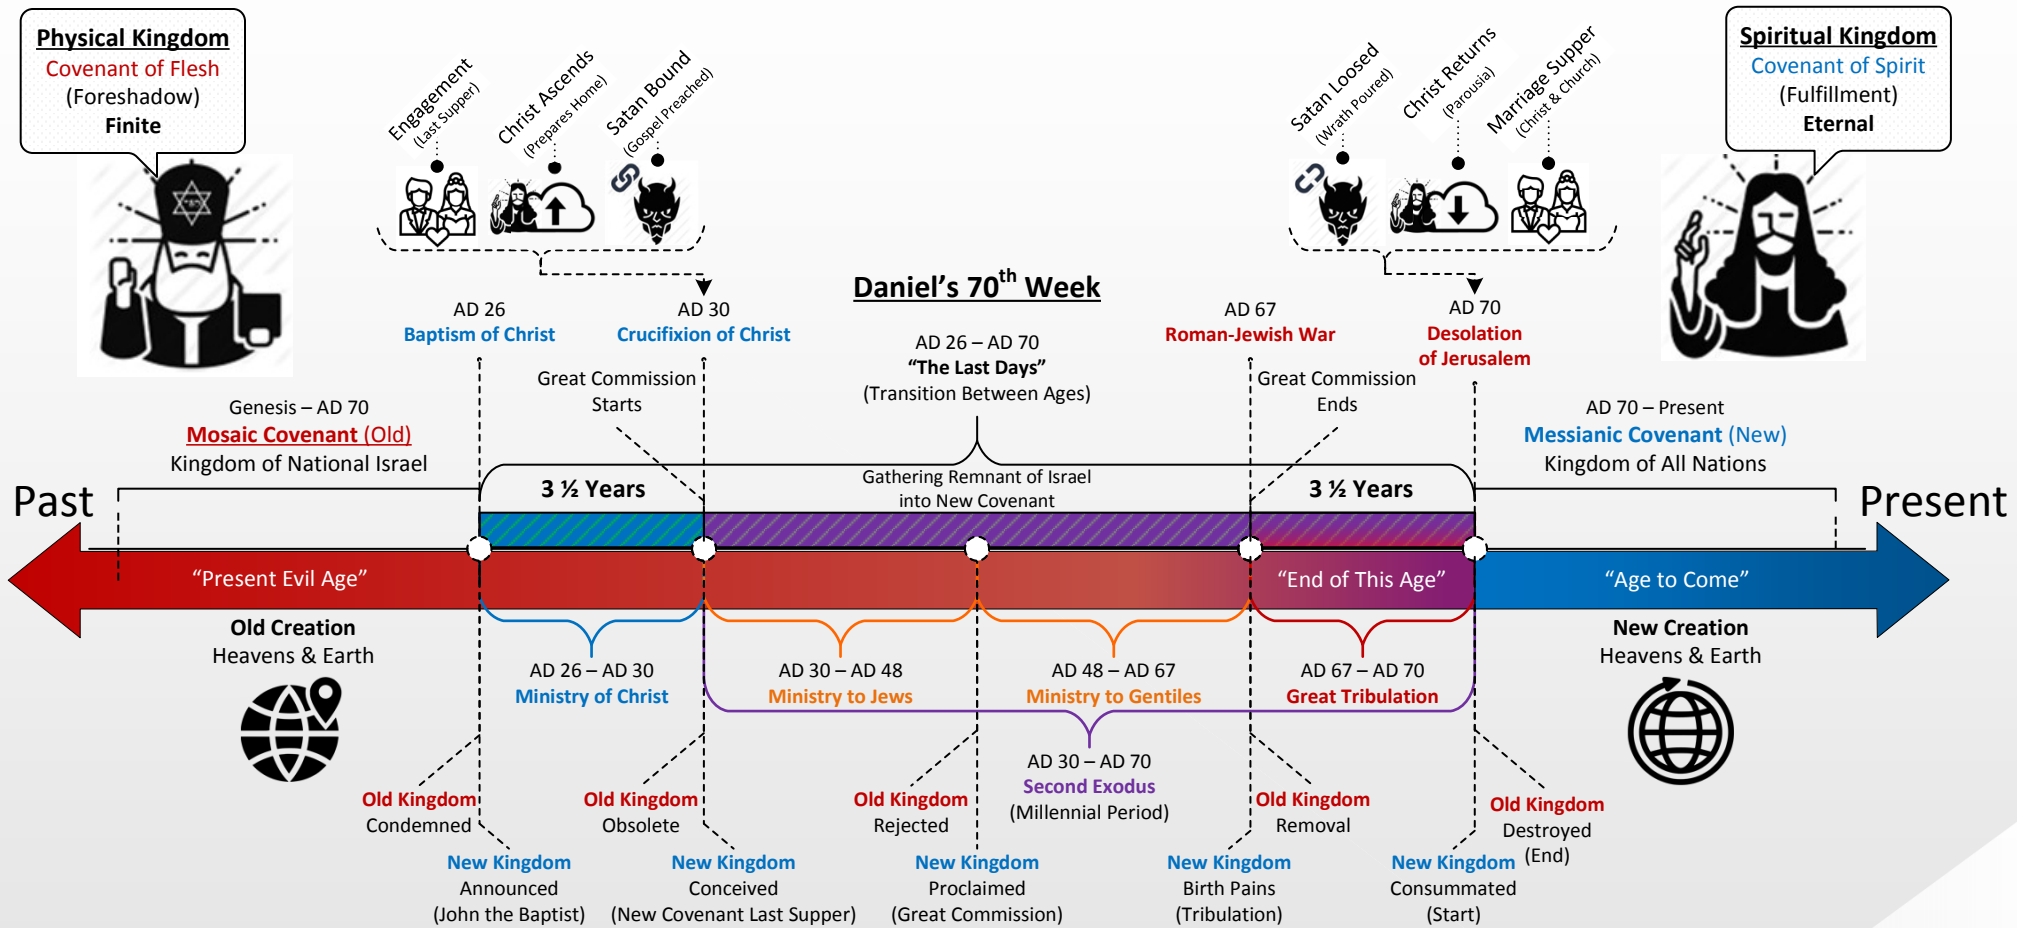 Physical Kingdom
Covenant of Flesh
(Foreshadow)
Finite
Engagement
(Last Supper)
Christ Ascends
(Prepares Home)
Satan Bound
(Gospel Preached)
Satan Loosed
(Wrath Poured)
Christ Returns
(Parousia)
Marriage Supper
(Christ & Church)
Spiritual Kingdom
Covenant of Spirit
(Fulfillment)
Eternal
Daniel's 70th Week
AD 26
Baptism of Christ
AD 30
Crucifixion of Christ
AD 26 – AD 70
"The Last Days"
(Transition Between Ages)
AD 67
Roman-Jewish War
AD 70
Desolation
of Jerusalem
Great Commission
Starts
Great Commission
Ends
Genesis – AD 70
Mosaic Covenant (Old)
Kingdom of National Israel
AD 70 – Present
Messianic Covenant (New)
Kingdom of All Nations
Past
3 ½ Years
Gathering Remnant of Israel
into New Covenant
3 ½ Years
Present
"Present Evil Age"
"End of This Age"
"Age to Come"
Old Creation
Heavens & Earth
AD 26 – AD 30
Ministry of Christ
AD 30 – AD 48
Ministry to Jews
AD 48 – AD 67
Ministry to Gentiles
AD 67 – AD 70
Great Tribulation
New Creation
Heavens & Earth
AD 30 – AD 70
Second Exodus
(Millennial Period)
Old Kingdom
Condemned
Old Kingdom
Obsolete
Old Kingdom
Rejected
Old Kingdom
Removal
Old Kingdom
Destroyed
(End)
New Kingdom
Announced
(John the Baptist)
New Kingdom
Conceived
(New Covenant Last Supper)
New Kingdom
Proclaimed
(Great Commission)
New Kingdom
Birth Pains
(Tribulation)
New Kingdom
Consummated
(Start)